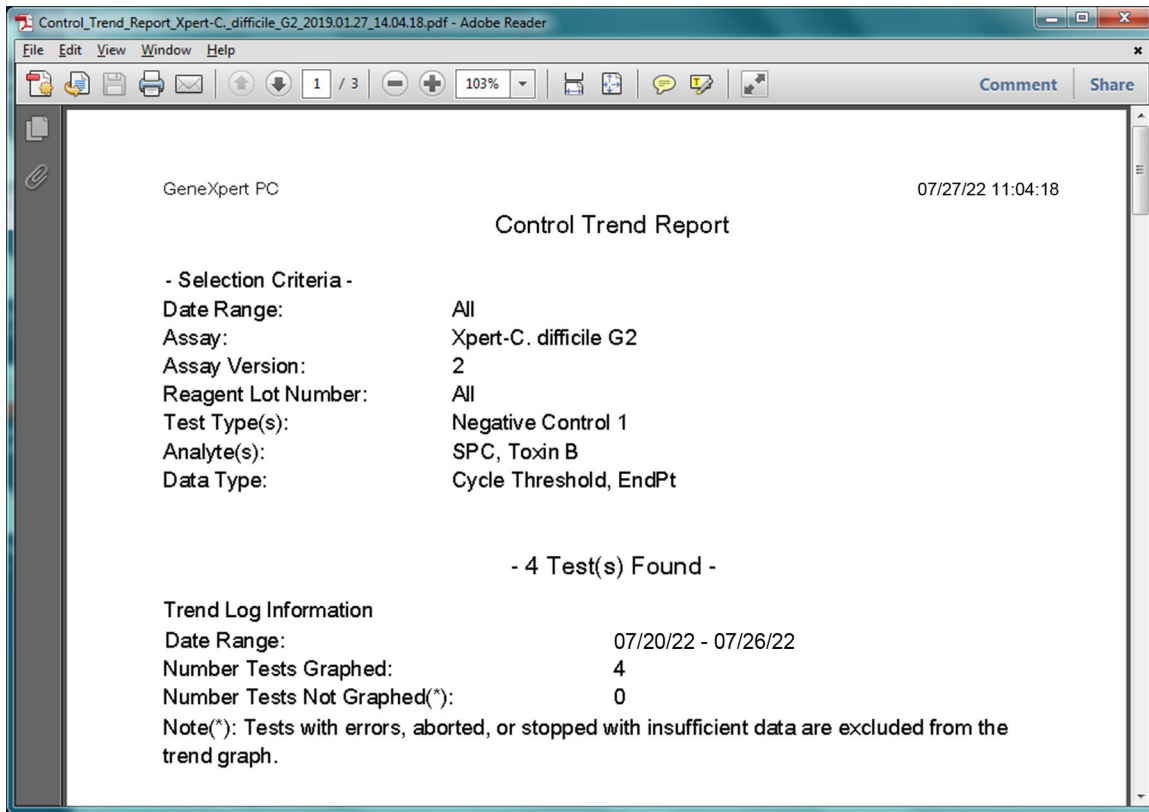 Control_Trend_Report_Xpert-C._difficile_G2_2019.01.27_14.04.18.pdf - Adobe Reader
File Edit View Window Help
1 / 3 103% Comment Share
GeneXpert PC 07/27/22 11:04:18
Control Trend Report
- Selection Criteria -
Date Range: All
Assay: Xpert-C. difficile G2
Assay Version: 2
Reagent Lot Number: All
Test Type(s): Negative Control 1
Analyte(s): SPC, Toxin B
Data Type: Cycle Threshold, EndPt
- 4 Test(s) Found -
Trend Log Information
Date Range: 07/20/22 - 07/26/22
Number Tests Graphed: 4
Number Tests Not Graphed(*): 0
Note(*): Tests with errors, aborted, or stopped with insufficient data are excluded from the
trend graph.